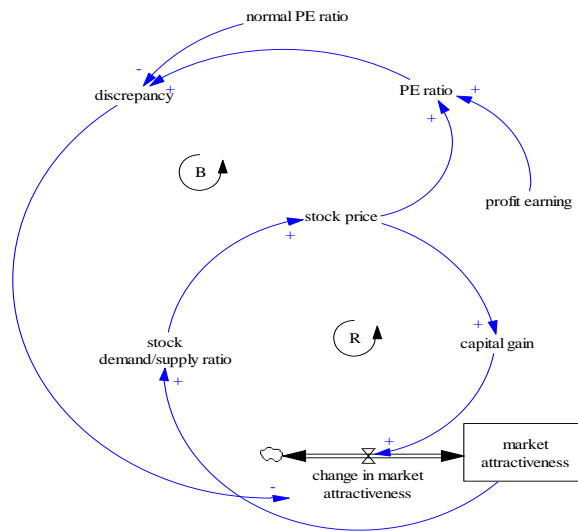 normal PE ratio
-
+
discrepancy
PE ratio
+
+
B
profit earning
stock price
+
R
stock
demand/supply ratio
+
+
capital gain
+
market
attractiveness
change in market
attractiveness
-